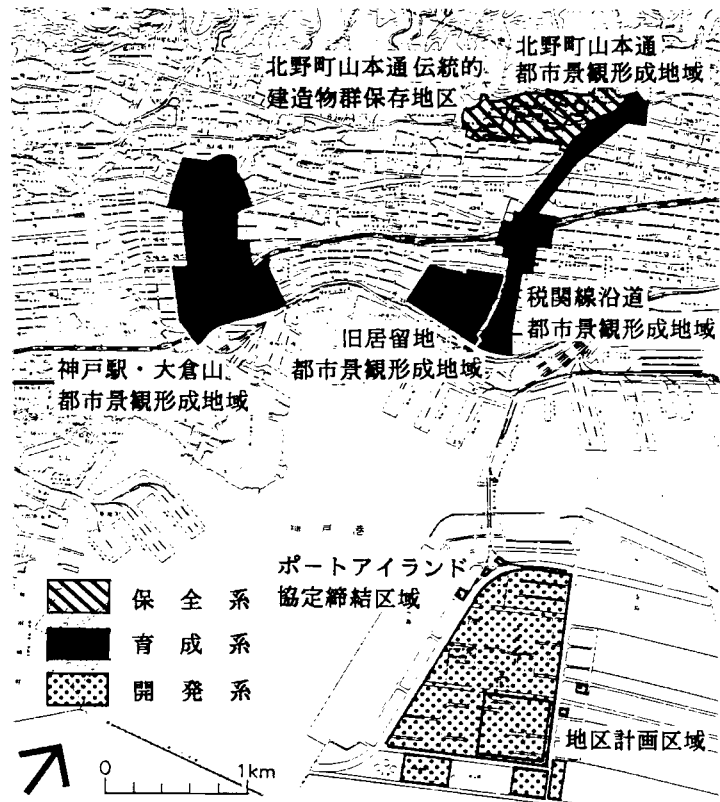 北野町山本通伝統的
建造物群保存地区
北野町山本通
都市景観形成地域
税関線沿道
都市景観形成地域
旧居留地
都市景観形成地域
神戸駅・大倉山
都市景観形成地域
神戸港
ポートアイランド
協定締結区域
保全系
育成系
開発系
地区計画区域
0 1km